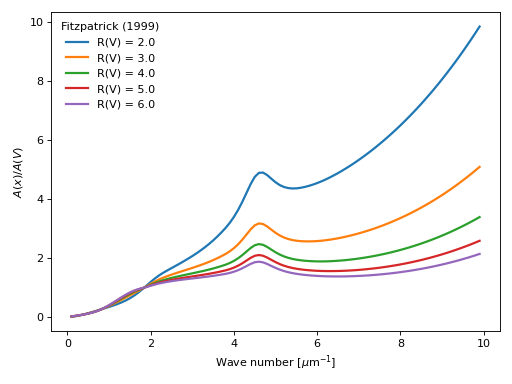 Fitzpatrick (1999)
R(V) = 2.0
R(V) = 3.0
R(V) = 4.0
R(V) = 5.0
R(V) = 6.0
A(x)/A(V)
10
8
6
4
2
0
0 2 4 6 8 10
Wave number [μm⁻¹]